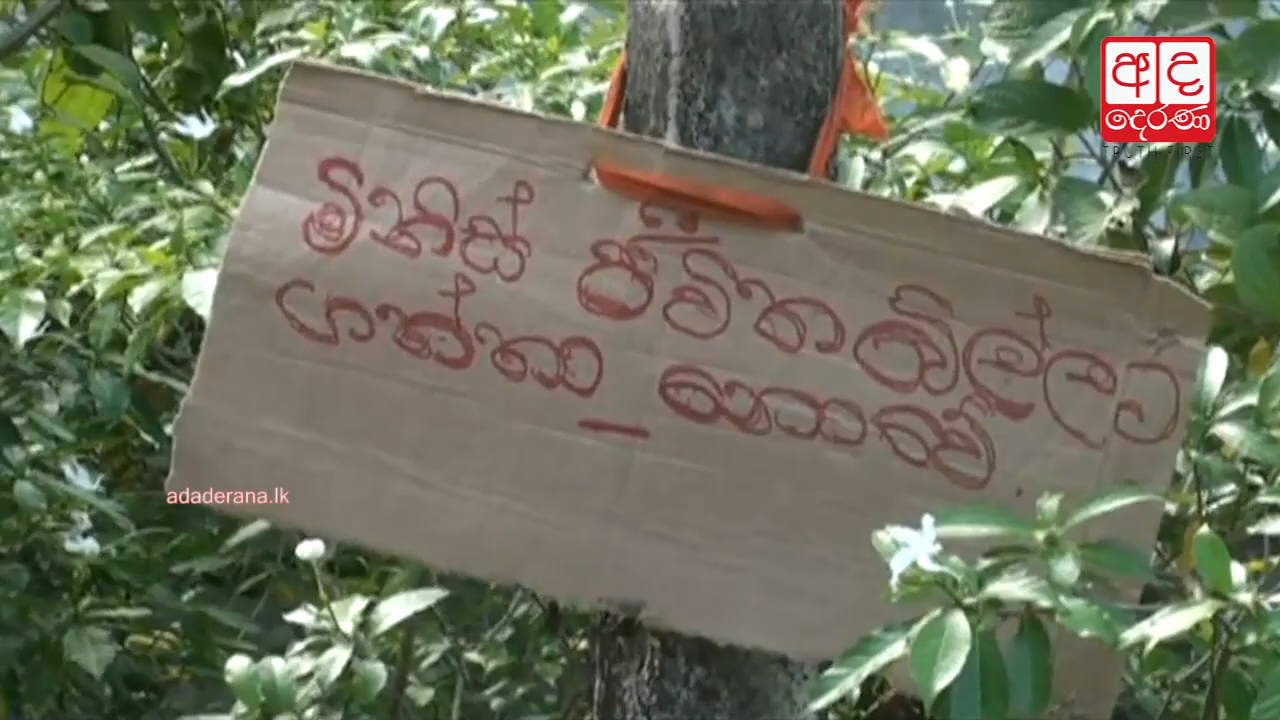 අද
දෙරණ
TRUTH FIRST
මිනිස් ජීවිත බිල්ලට
ගන්නා _
adaderana.lk